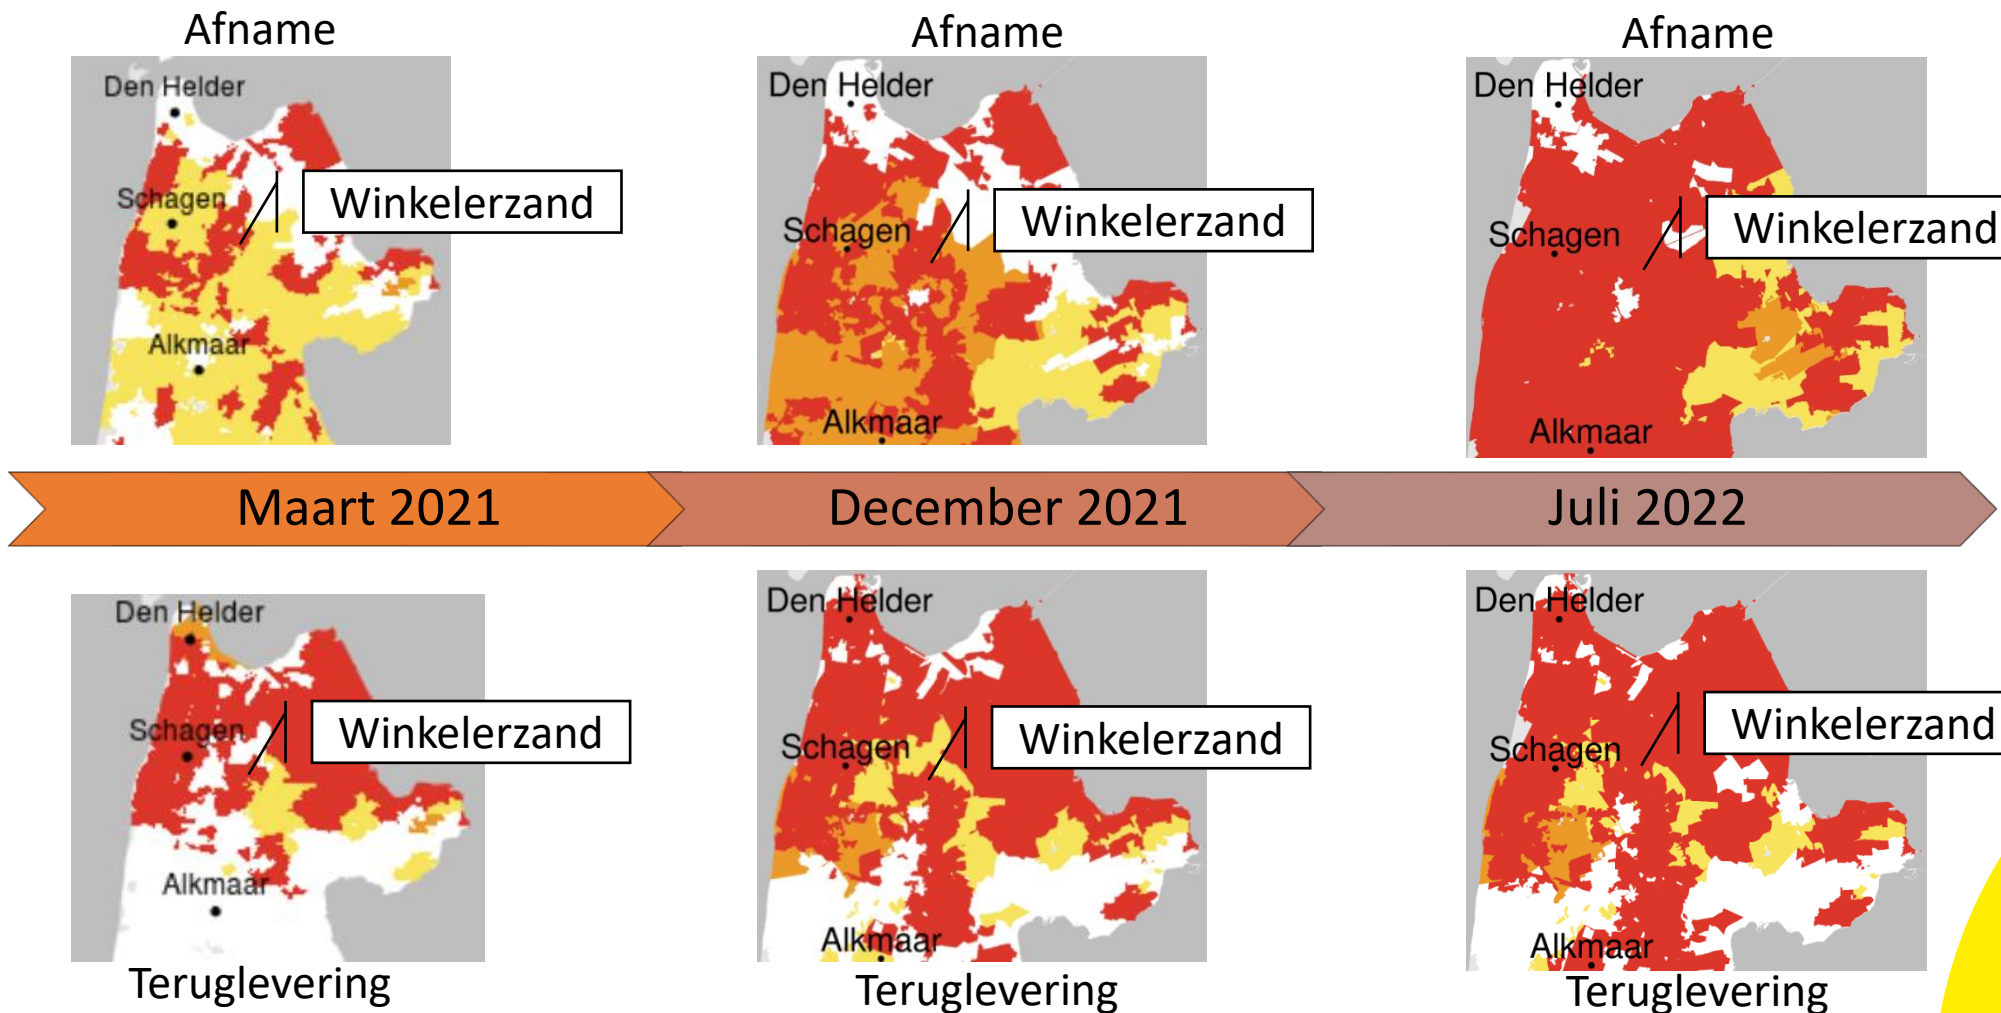 Afname
Afname
Afname
Den Helder
Schagen
Winkelerzand
Alkmaar
Den Helder
Schagen
Winkelerzand
Alkmaar
Den Helder
Schagen
Winkelerzand
Alkmaar
Maart 2021
December 2021
Juli 2022
Den Helder
Schagen
Winkelerzand
Alkmaar
Den Helder
Schagen
Winkelerzand
Alkmaar
Den Helder
Schagen
Winkelerzand
Alkmaar
Teruglevering
Teruglevering
Teruglevering